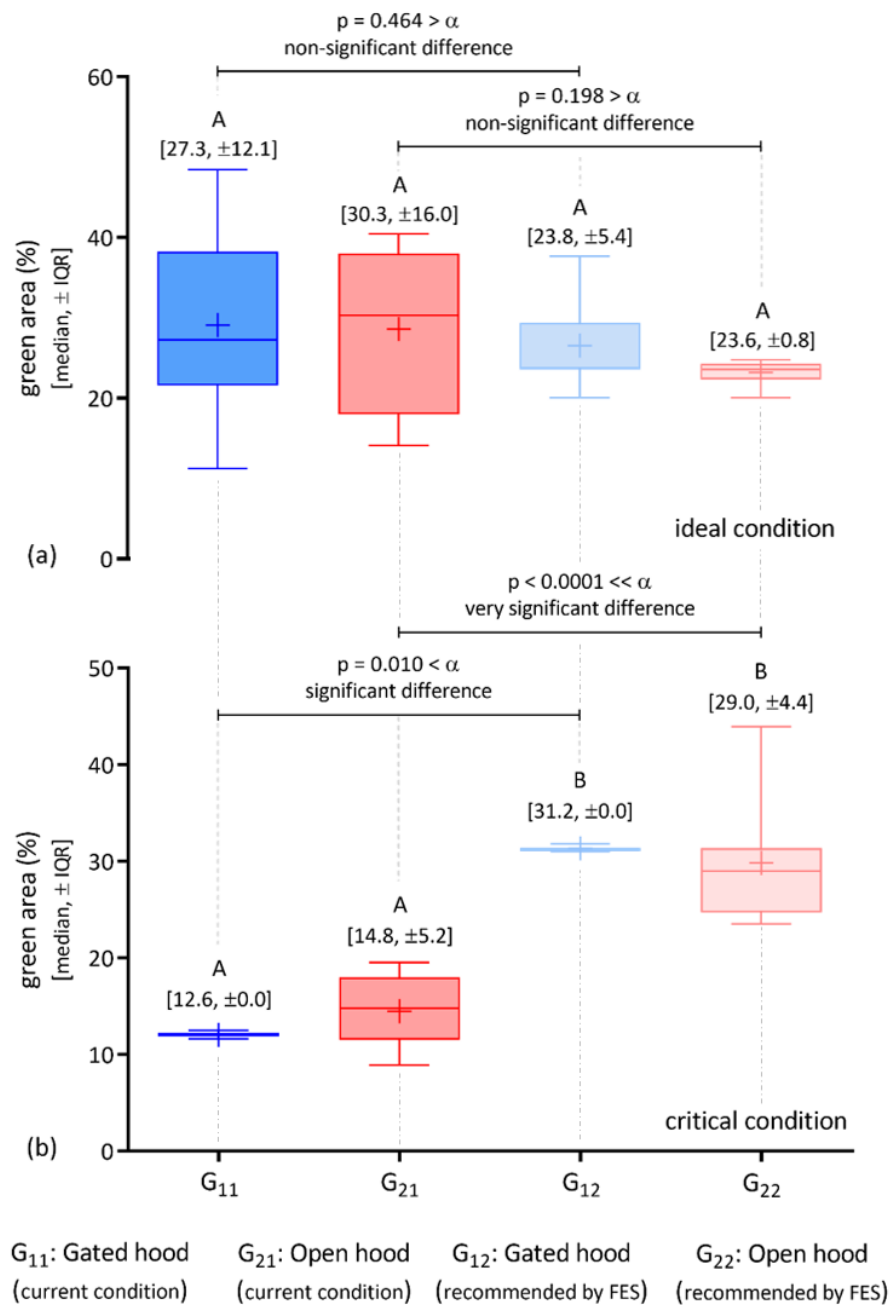 p = 0.464 > α
non-significant difference
60
p = 0.198 > α
non-significant difference
A
[27.3, ±12.1]
A
[30.3, ±16.0]
A
[23.8, ±5.4]
A
[23.6, ±0.8]
40
20
0
green area (%)
[median, ± IQR]
ideal condition
(a)
p < 0.0001 << α
very significant difference
50
p = 0.010 < α
significant difference
B
[29.0, ±4.4]
40
B
[31.2, ±0.0]
30
A
[14.8, ±5.2]
20
A
[12.6, ±0.0]
10
0
green area (%)
[median, ± IQR]
critical condition
(b)
G11 G21 G12 G22
G11: Gated hood G21: Open hood G12: Gated hood G22: Open hood
(current condition) (current condition) (recommended by FES) (recommended by FES)